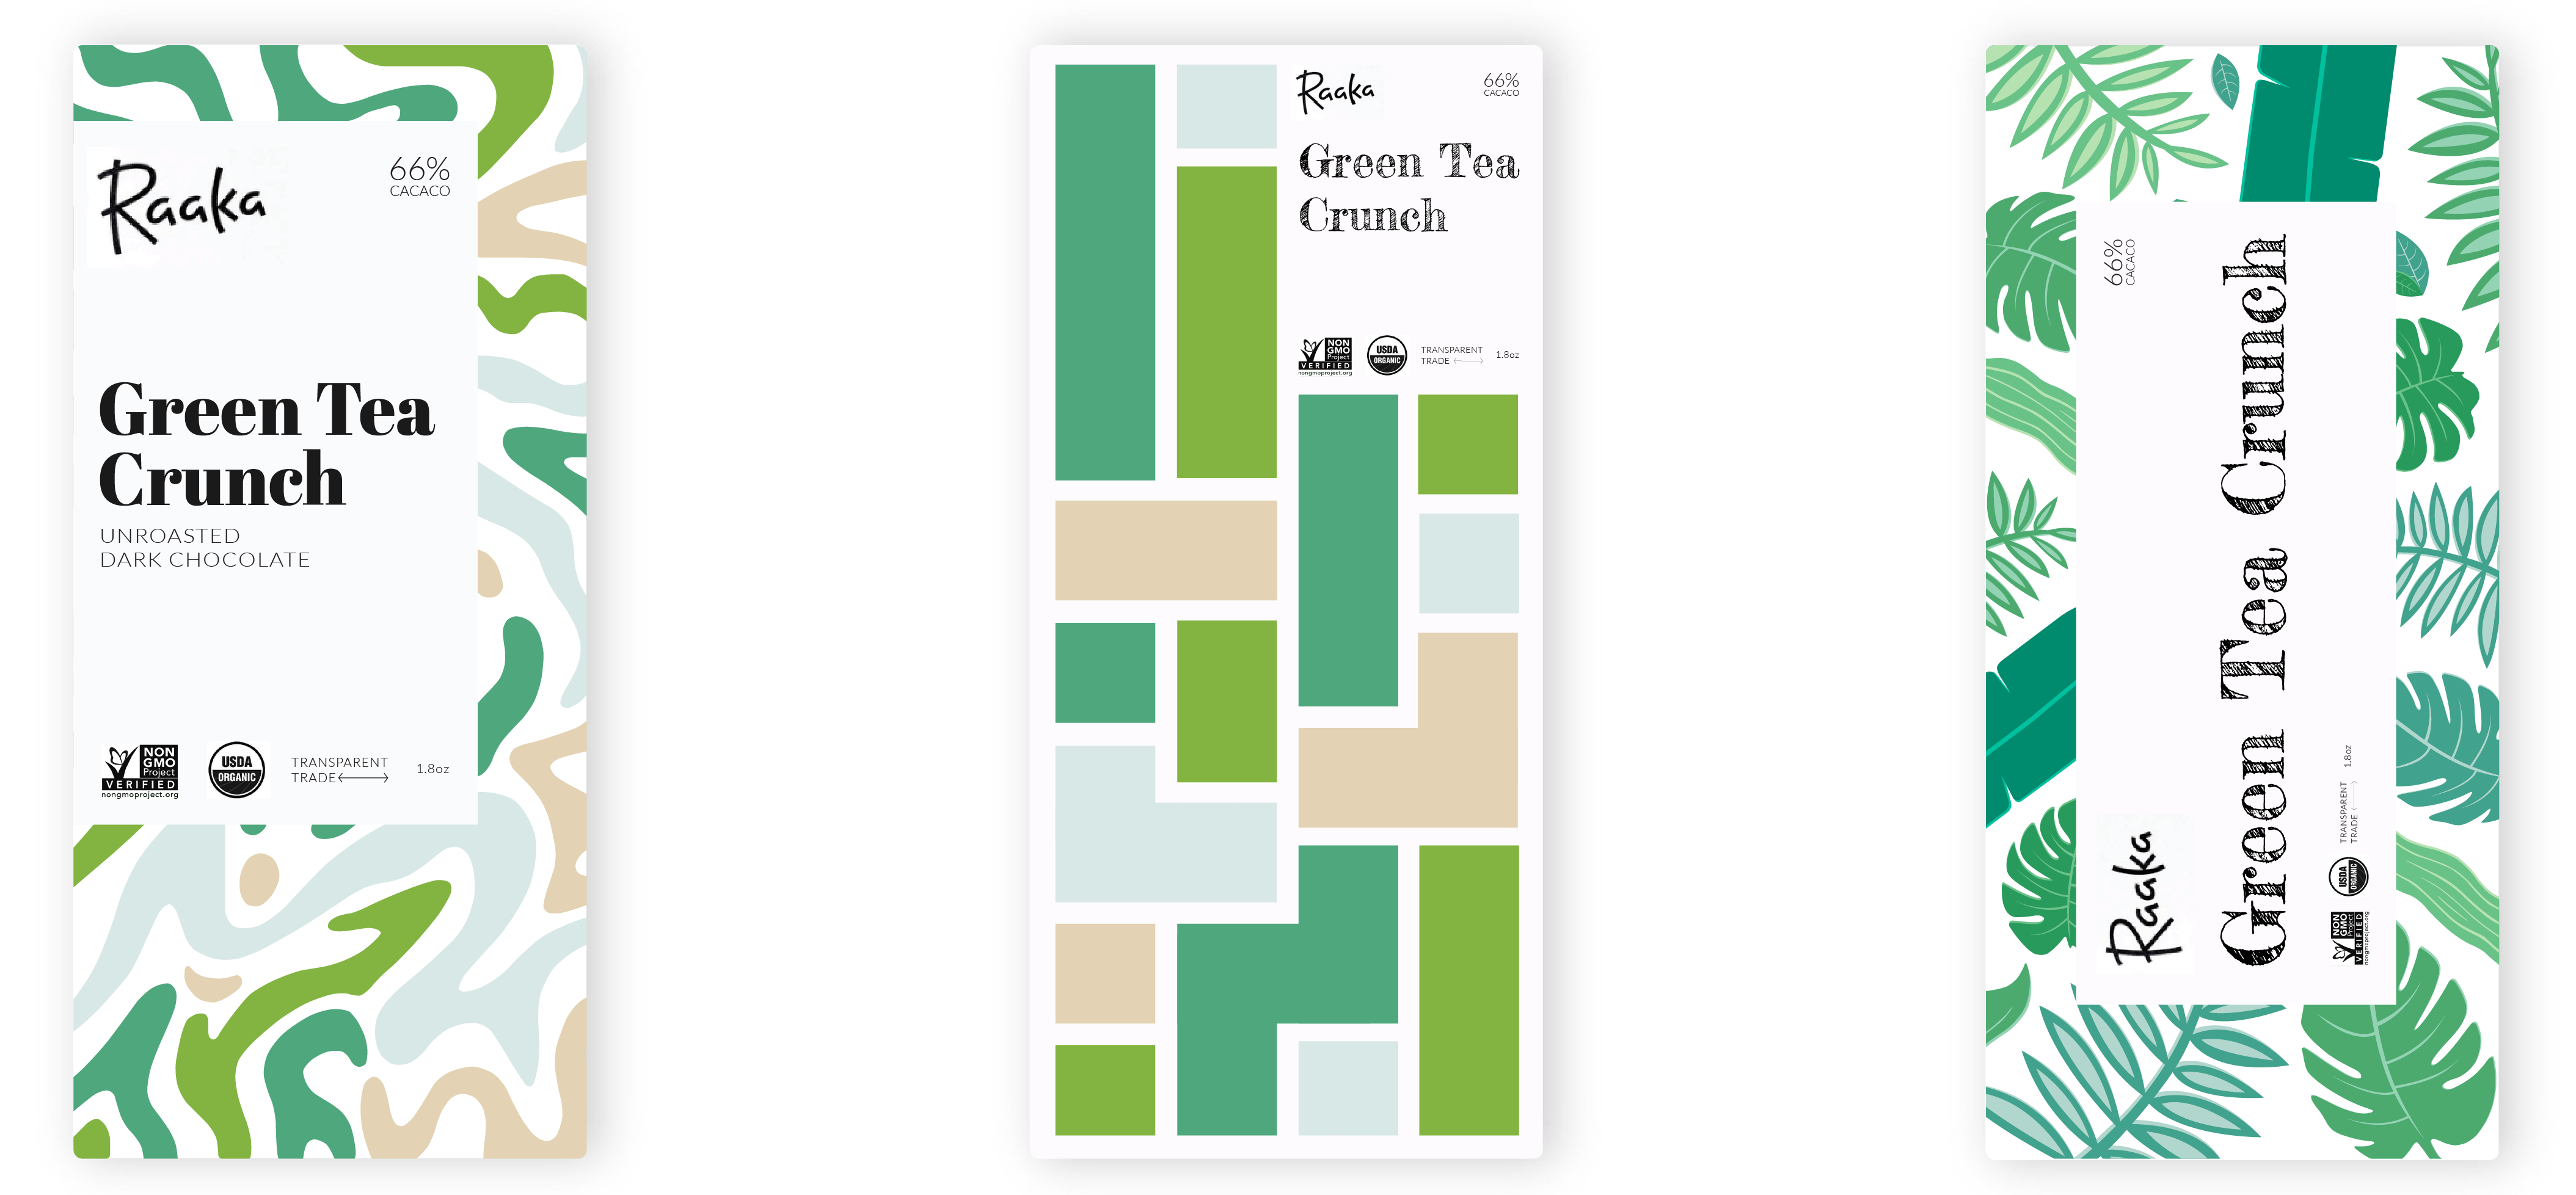 Raaka
66%
CACACO
Green Tea
Crunch
UNROASTED
DARK CHOCOLATE
NON
GMO
Project
VERIFIED
nongmoproject.org
USDA
ORGANIC
TRANSPARENT
TRADE
1.8oz
Raaka
66%
CACACO
Green Tea
Crunch
NON
GMO
Project
VERIFIED
nongmoproject.org
USDA
ORGANIC
TRANSPARENT
TRADE
1.8oz
Raaka
66%
CACACO
Green Tea Crunch
NON
GMO
Project
VERIFIED
nongmoproject.org
USDA
ORGANIC
TRANSPARENT
TRADE
1.8oz